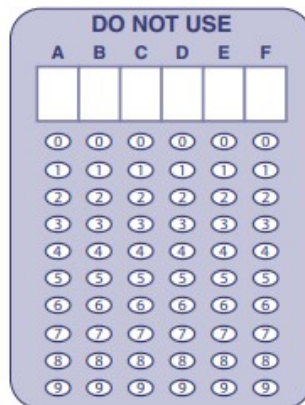 DO NOT USE
A B C D E F
0 0 0 0 0 0
1 1 1 1 1 1
2 2 2 2 2 2
3 3 3 3 3 3
4 4 4 4 4 4
5 5 5 5 5 5
6 6 6 6 6 6
7 7 7 7 7 7
8 8 8 8 8 8
9 9 9 9 9 9